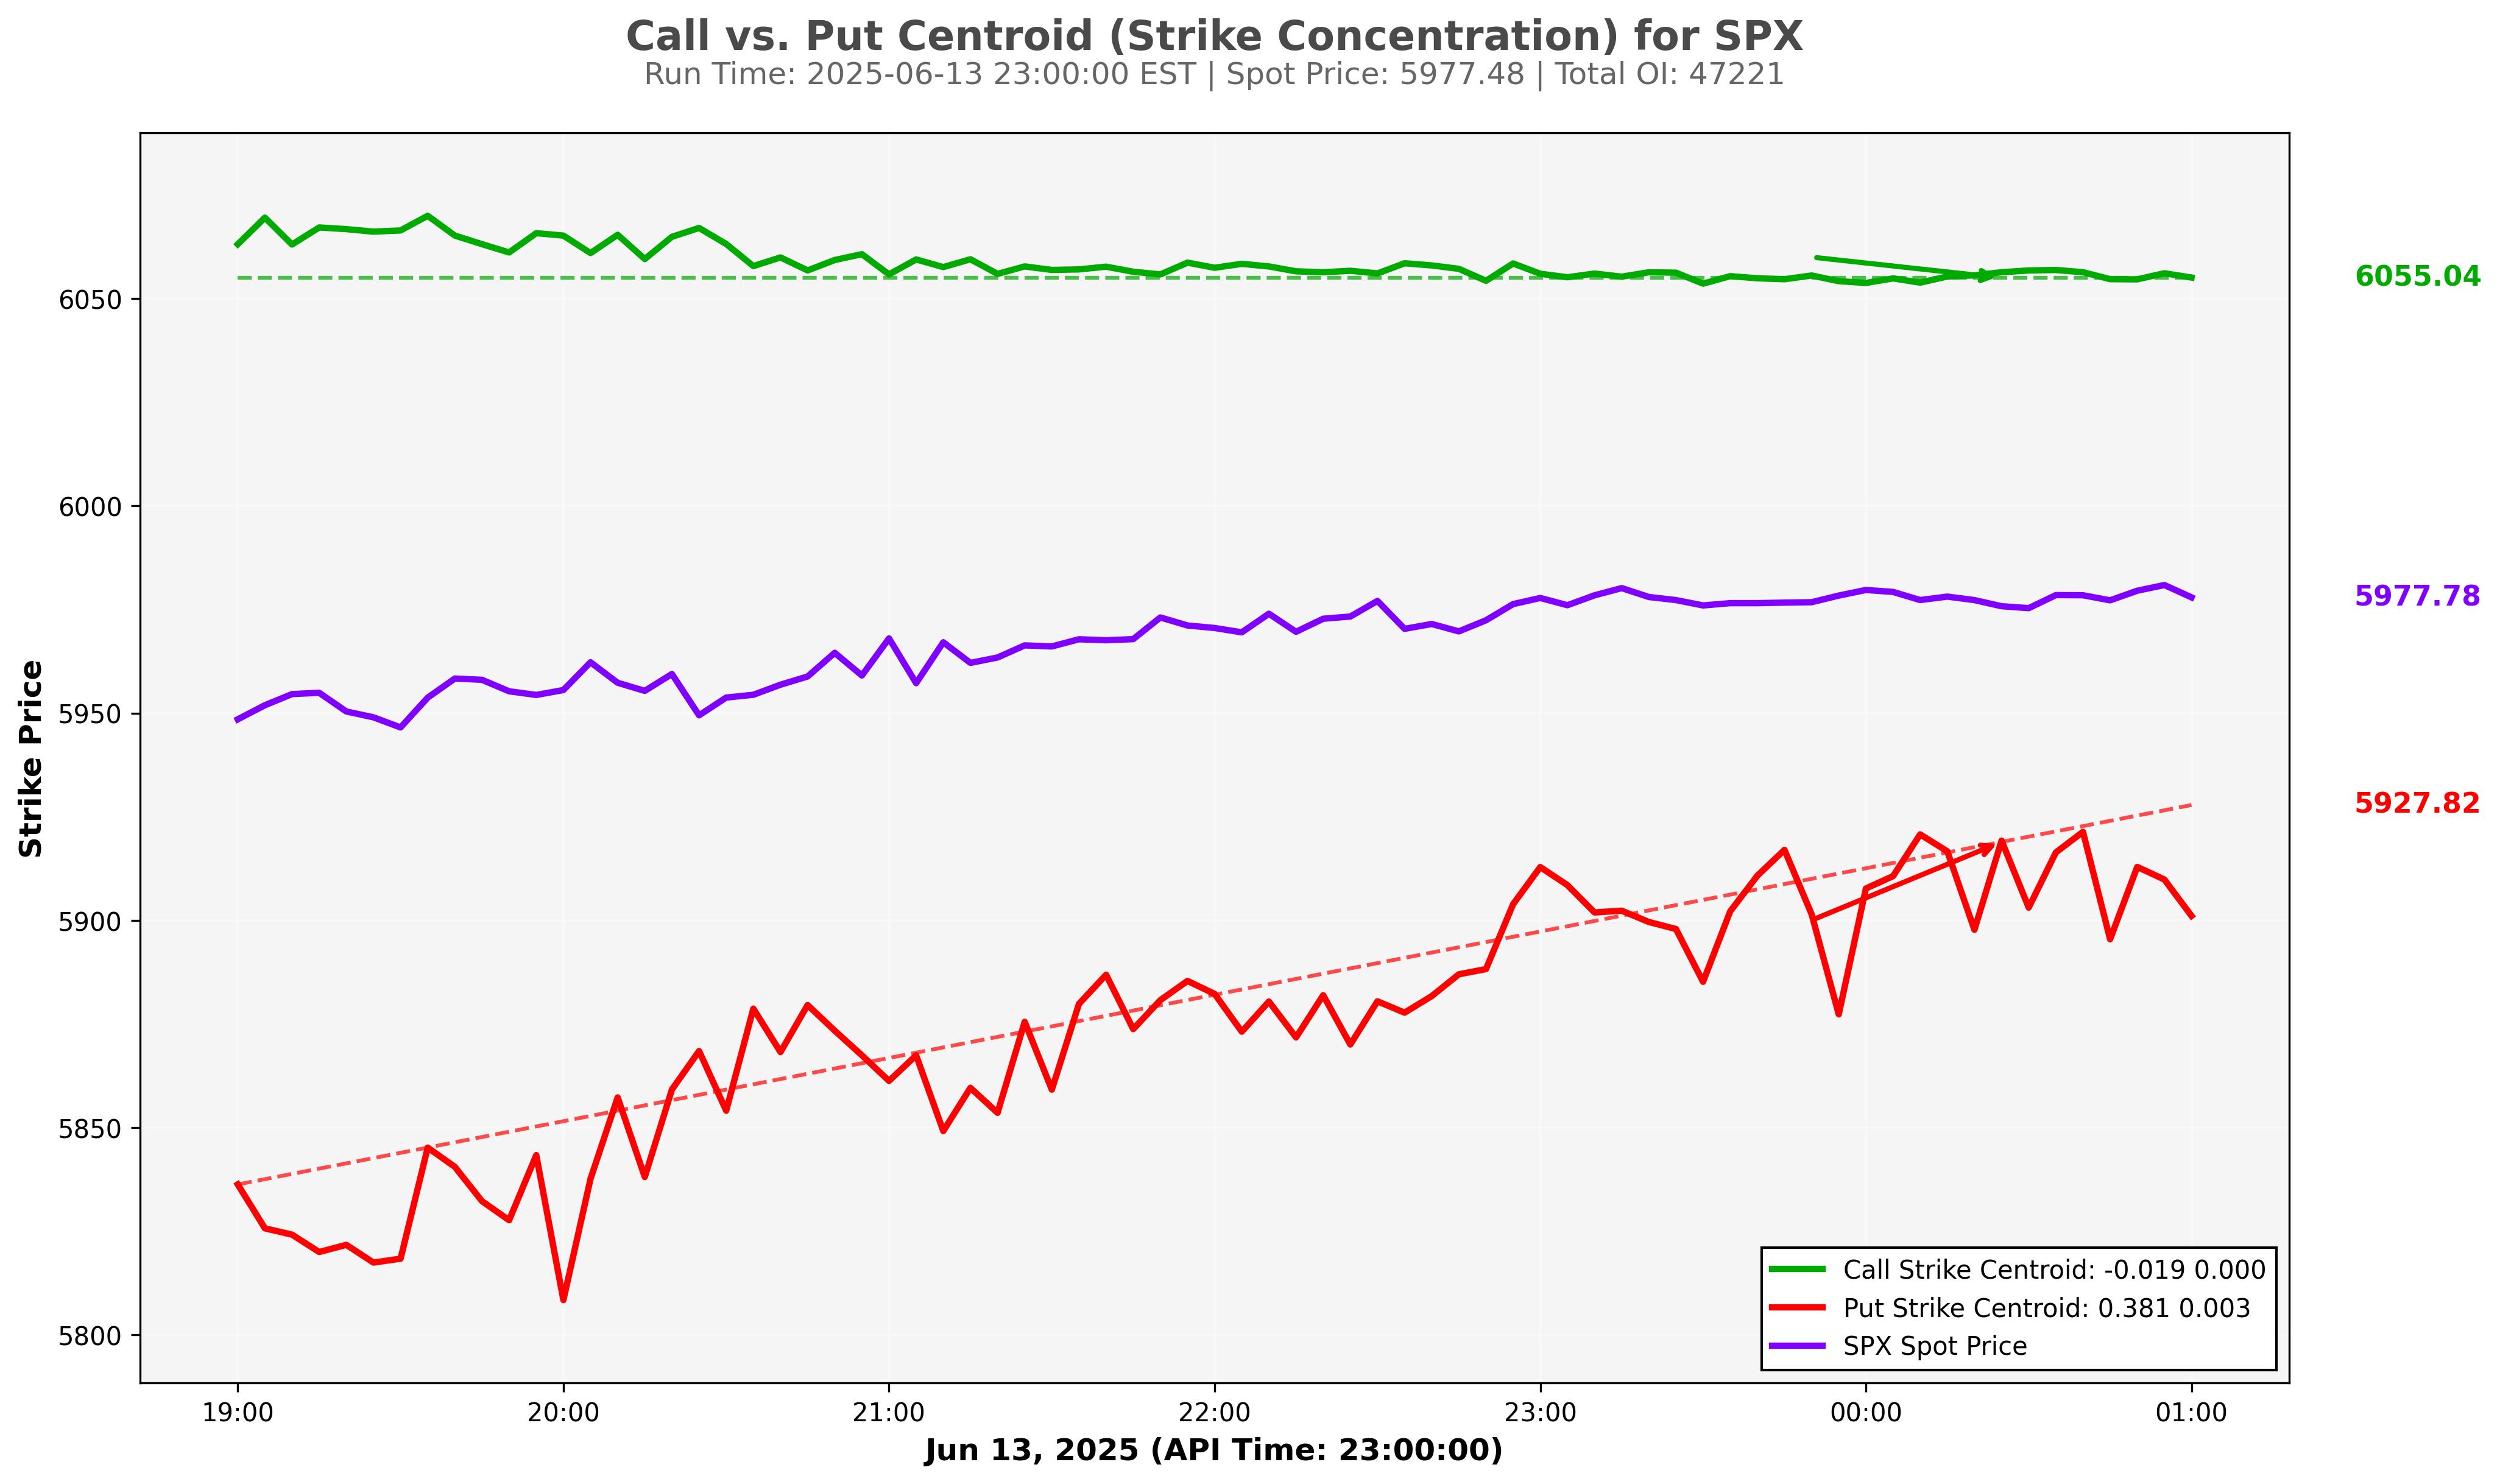 Call vs. Put Centroid (Strike Concentration) for SPX
Run Time: 2025-06-13 23:00:00 EST | Spot Price: 5977.48 | Total OI: 47221
Strike Price
6050
6000
5950
5900
5850
5800
6055.04
5977.78
5927.82
Call Strike Centroid: -0.019 0.000
Put Strike Centroid: 0.381 0.003
SPX Spot Price
19:00 20:00 21:00 22:00 23:00 00:00 01:00
Jun 13, 2025 (API Time: 23:00:00)